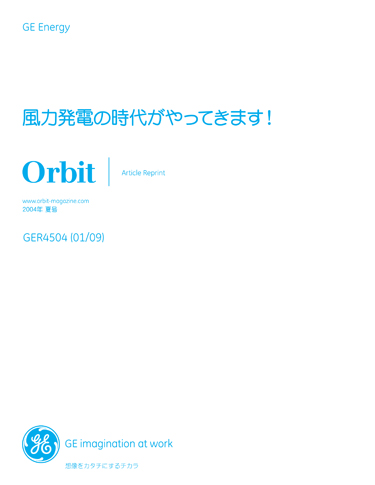 GE Energy
風力発電の時代がやってきます！
Orbit
Article Reprint
www.orbit-magazine.com
2004年 夏号
GER4504 (01/09)
GE imagination at work
想像をカタチにするチカラ